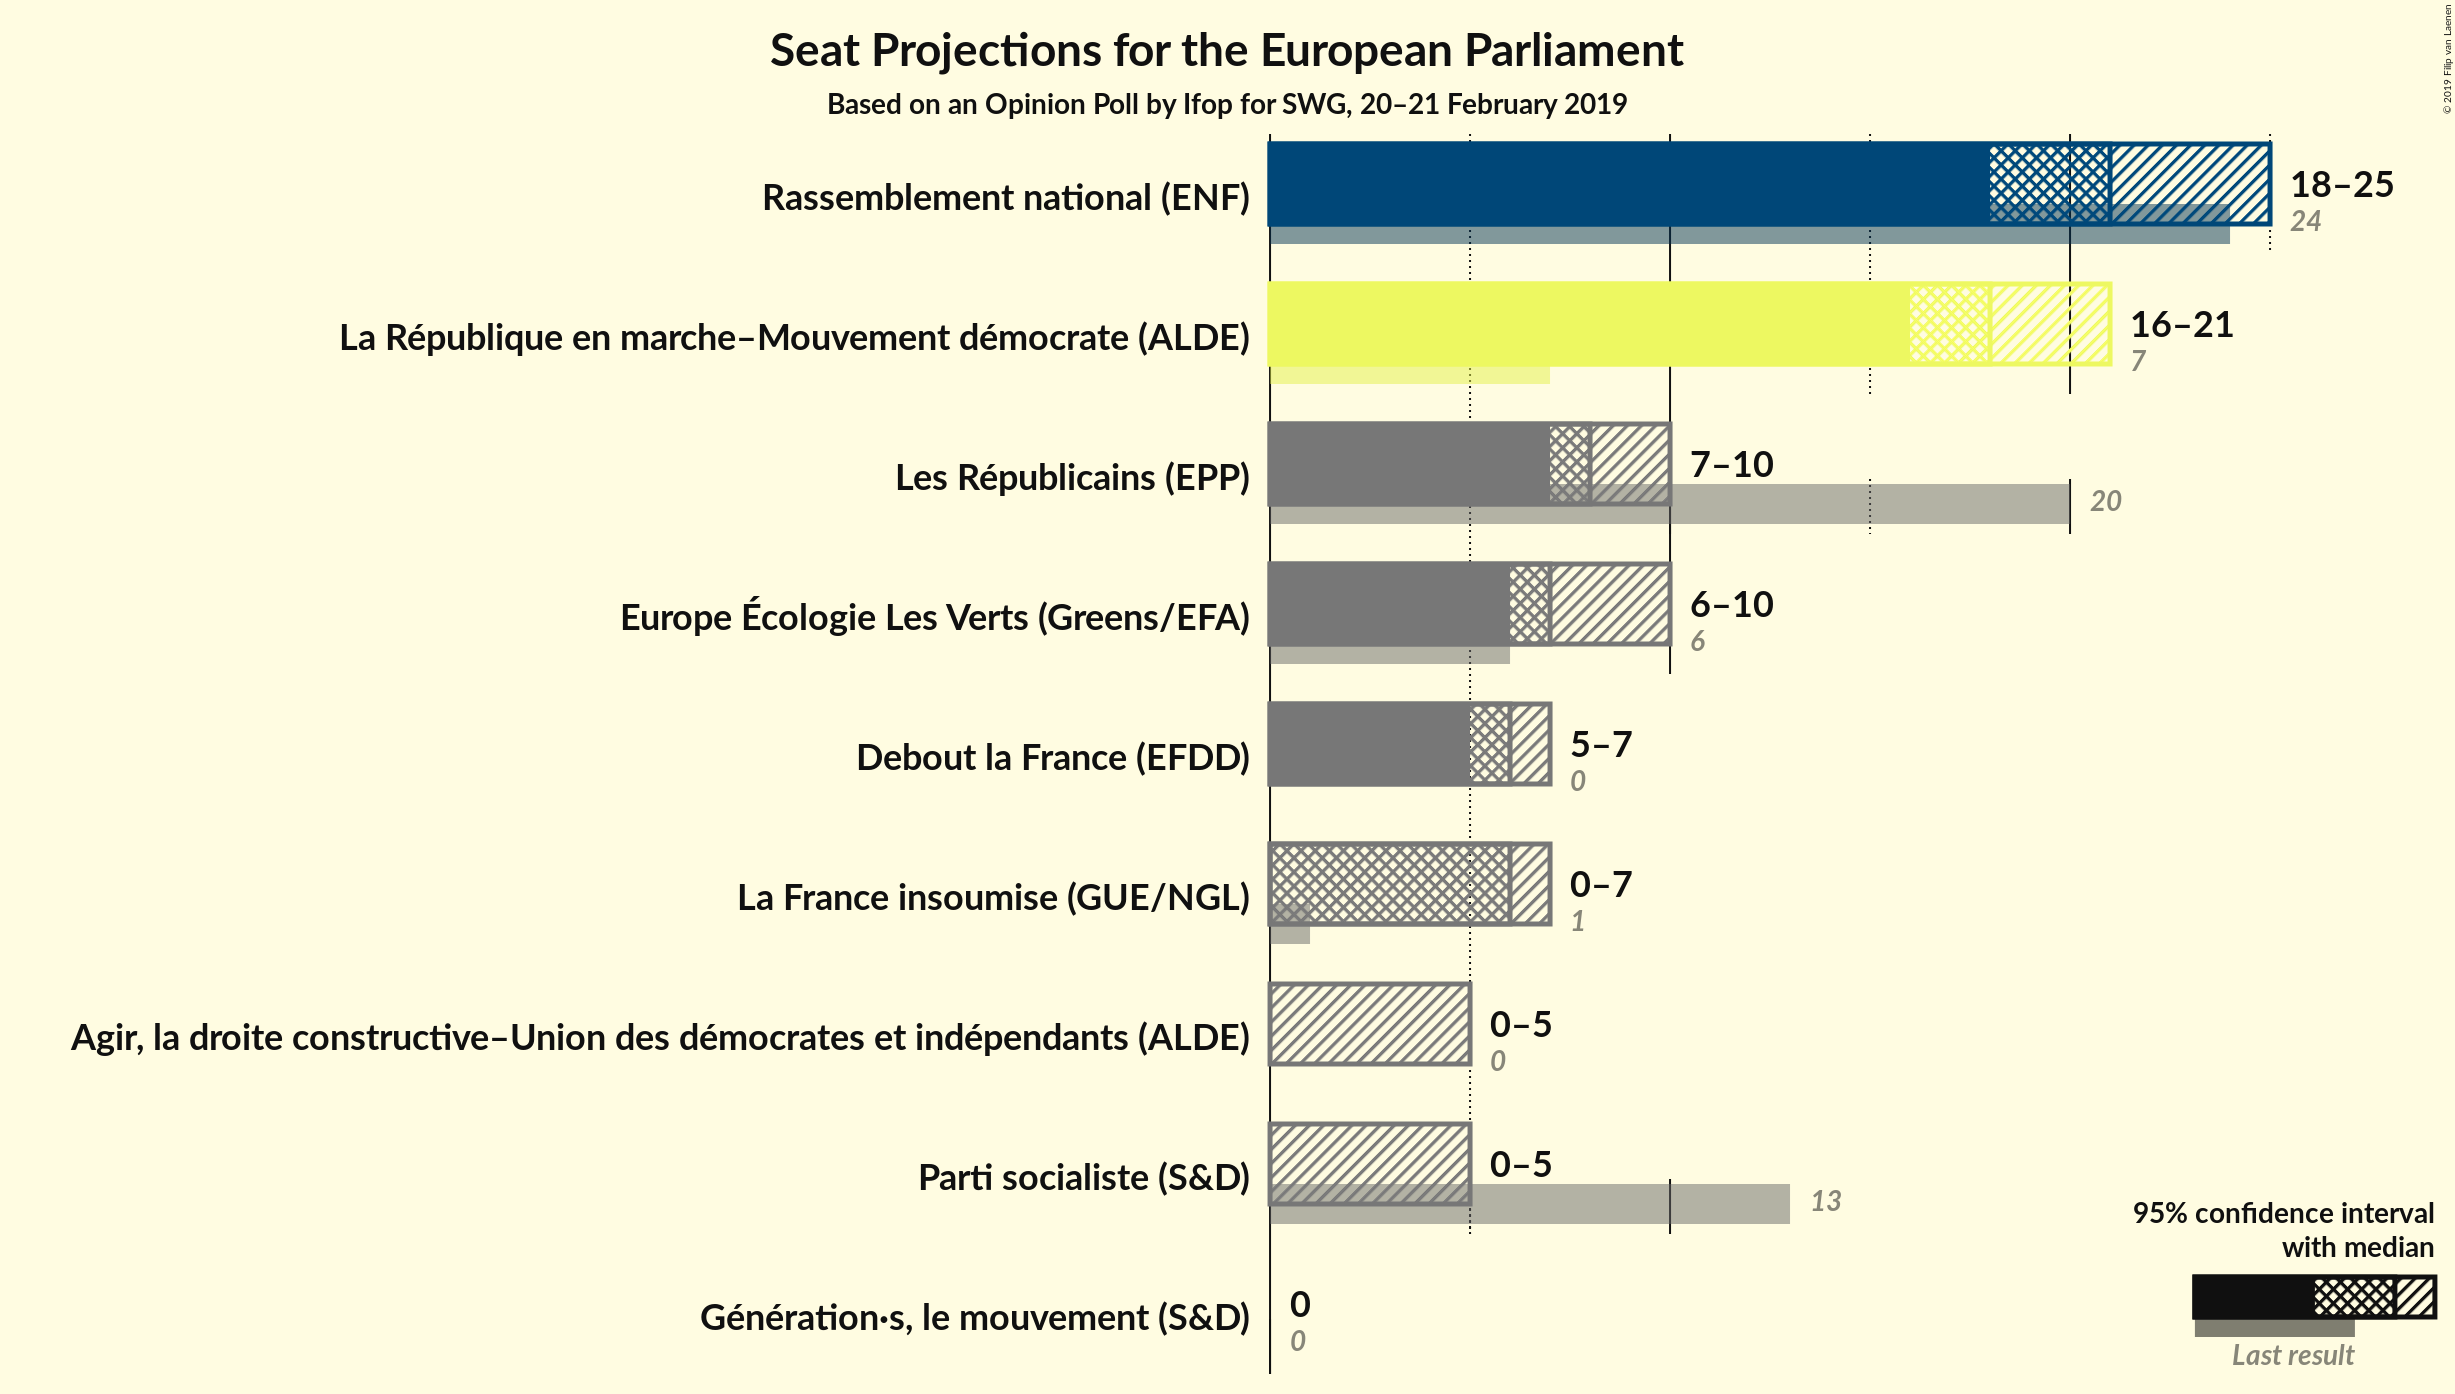 Seat Projections for the European Parliament
Based on an Opinion Poll by Ifop for SWG, 20–21 February 2019
© 2019 Filip van Laenen
Rassemblement national (ENF)
18–25
24
La République en marche–Mouvement démocrate (ALDE)
16–21
7
Les Républicains (EPP)
7–10
20
Europe Écologie Les Verts (Greens/EFA)
6–10
6
Debout la France (EFDD)
5–7
0
La France insoumise (GUE/NGL)
0–7
1
Agir, la droite constructive–Union des démocrates et indépendants (ALDE)
0–5
0
Parti socialiste (S&D)
0–5
13
Génération·s, le mouvement (S&D)
0
0
95% confidence interval
with median
Last result